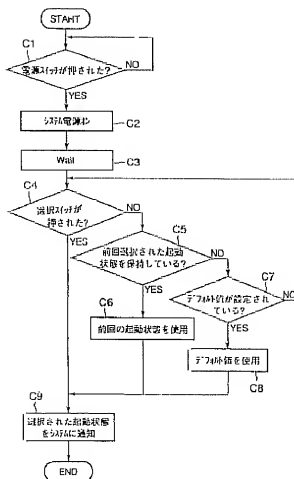 START
C1
電源スイッチが押された?
NO
YES
システム電源オン
C2
Wait
C3
C4
選択スイッチが
押された?
NO
YES
C5
前回選択された起動
状態を保持している?
NO
YES
C6
前回の起動状態を使用
C7
デフォルト値が設定され
ている?
NO
YES
デフォルト値を使用
C8
C9
選択された起動状態
をシステムに通知
END